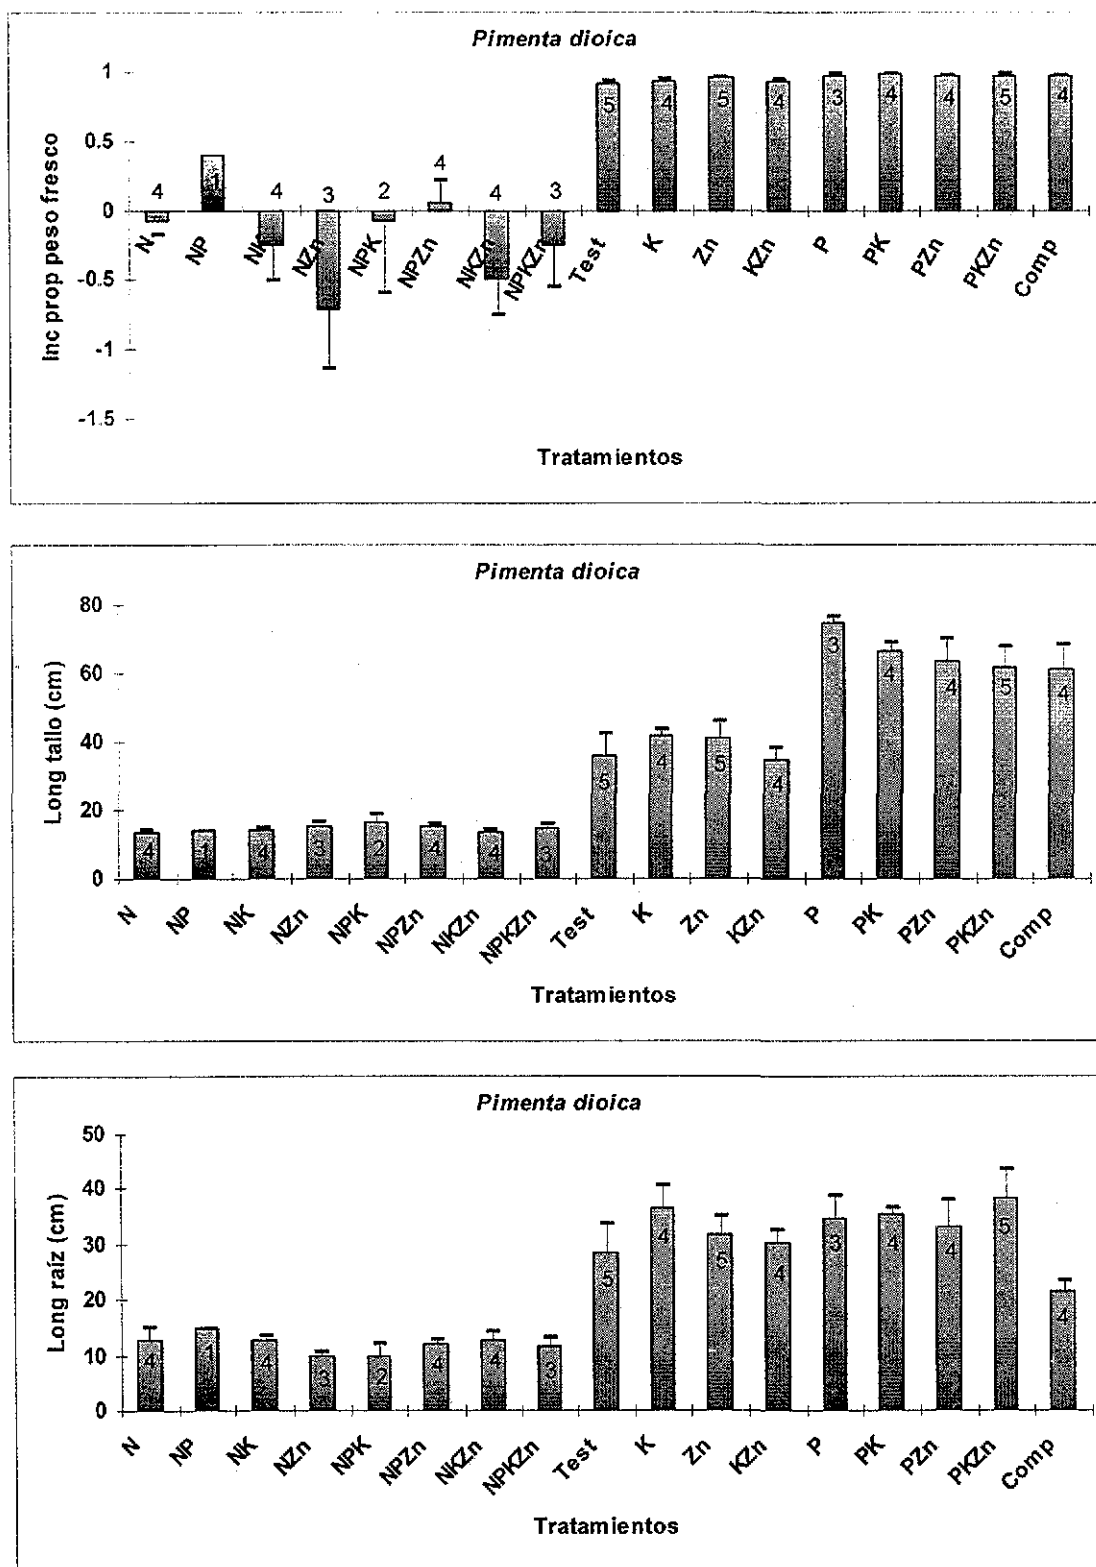 Pimenta dioica
Inc prop peso fresco
1
0.5
0
-0.5
-1
-1.5
4 1 4 3 2 4 4 3 5 4 5 4 3 4 4 5 4
N NP NK NZn NPK NPZn NKZn NPKZn Test K Zn KZn P PK PZn PKZn Comp
Tratamientos
Pimenta dioica
Long tallo (cm)
80
60
40
20
0
4 1 4 3 2 4 4 3 5 4 5 4 3 4 4 5 4
N NP NK NZn NPK NPZn NKZn NPKZn Test K Zn KZn P PK PZn PKZn Comp
Tratamientos
Pimenta dioica
Long raíz (cm)
50
40
30
20
10
0
4 1 4 3 2 4 4 3 5 4 5 4 3 4 4 5 4
N NP NK NZn NPK NPZn NKZn NPKZn Test K Zn KZn P PK PZn PKZn Comp
Tratamientos